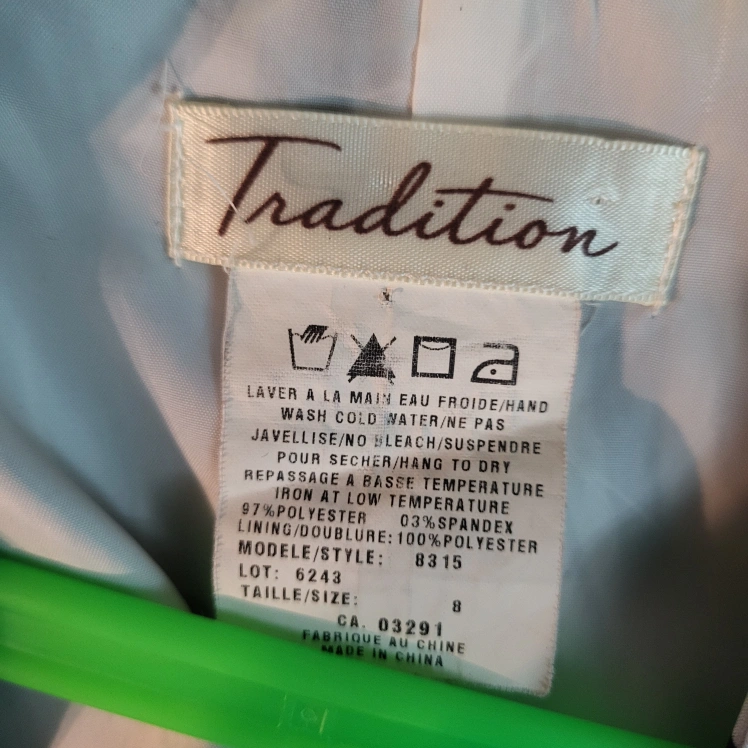 Tradition
LAVER A LA MAIN EAU FROIDE/HAND
WASH COLD WATER/NE PAS
JAVELLISE/NO BLEACH/SUSPENDRE
POUR SECHER/HANG TO DRY
REPASSAGE A BASSE TEMPERATURE
IRON AT LOW TEMPERATURE
97%POLYESTER 03%SPANDEX
LINING/DOUBLURE:100%POLYESTER
MODELE/STYLE: 8315
LOT: 6243
TAILLE/SIZE: 8
CA. 03291
FABRIQUE AU CHINE
MADE IN CHINA